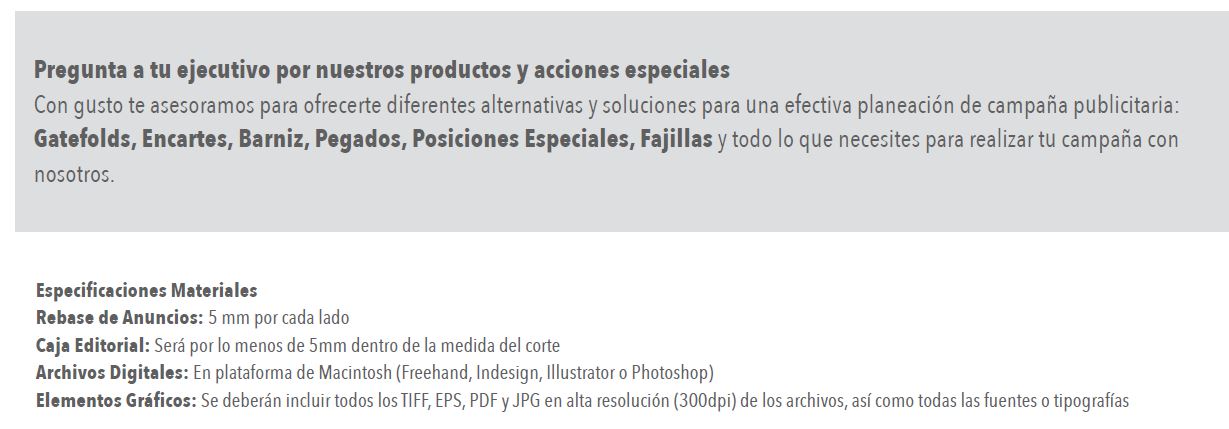 Pregunta a tu ejecutivo por nuestros productos y acciones especiales
Con gusto te asesoramos para ofrecerte diferentes alternativas y soluciones para una efectiva planeación de campaña publicitaria:
Gatefolds, Encartes, Barniz, Pegados, Posiciones Especiales, Fajillas y todo lo que necesites para realizar tu campaña con
nosotros.
Especificaciones Materiales
Rebase de Anuncios: 5 mm por cada lado
Caja Editorial: Será por lo menos de 5mm dentro de la medida del corte
Archivos Digitales: En plataforma de Macintosh (Freehand, Indesign, Illustrator o Photoshop)
Elementos Gráficos: Se deberán incluir todos los TIFF, EPS, PDF y JPG en alta resolución (300dpi) de los archivos, así como todas las fuentes o tipografías